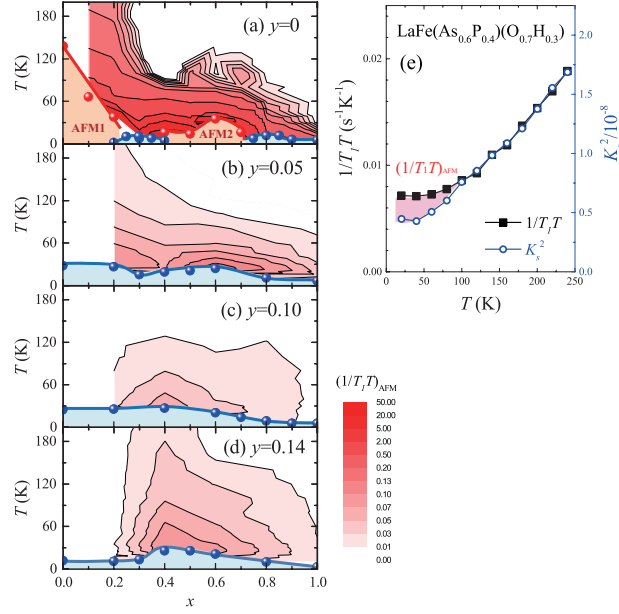 (a) y=0
T (K)
180
120
60
0
AFM1
AFM2
(b) y=0.05
T (K)
180
120
60
0
(c) y=0.10
T (K)
180
120
60
0
(d) y=0.14
T (K)
180
120
60
0
0.0 0.2 0.4 0.6 0.8 1.0
x
(1/T₁T)AFM
50.00
20.00
5.00
2.00
0.50
0.20
0.13
0.10
0.07
0.05
0.04
0.03
0.01
0.00
LaFe(As0.6P0.4)(O0.7H0.3)
(e)
1/T₁T (s⁻¹K⁻¹)
0.02
0.01
0.00
(1/T₁T)AFM
1/T₁T
Ks²
2.0
1.5
1.0
0.5
0.0
Ks²/10⁻⁸
0 50 100 150 200 250
T (K)